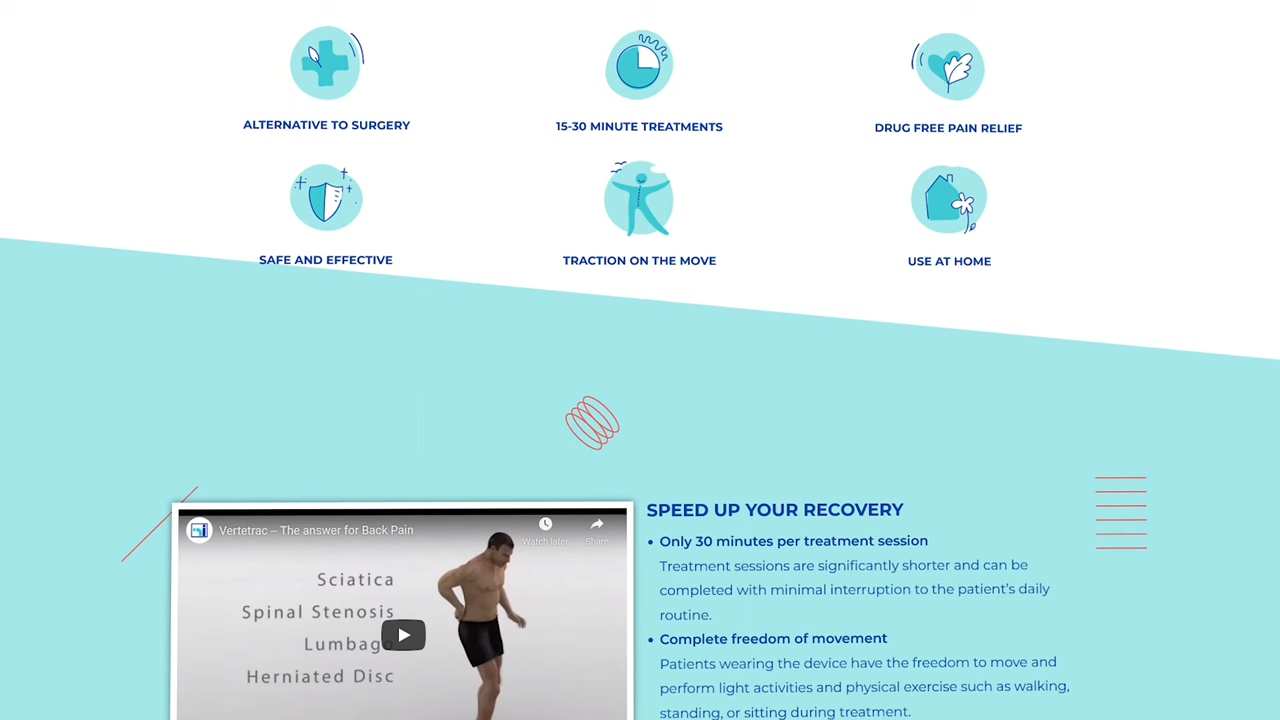 ALTERNATIVE TO SURGERY
15-30 MINUTE TREATMENTS
DRUG FREE PAIN RELIEF
SAFE AND EFFECTIVE
TRACTION ON THE MOVE
USE AT HOME
Vertetrac -- The answer for Back Pain
Watch later
Share
Sciatica
Spinal Stenosis
Lumbago
Herniated Disc
SPEED UP YOUR RECOVERY
• Only 30 minutes per treatment session
Treatment sessions are significantly shorter and can be
completed with minimal interruption to the patient's daily
routine.
• Complete freedom of movement
Patients wearing the device have the freedom to move and
perform light activities and physical exercise such as walking,
standing, or sitting during treatment.